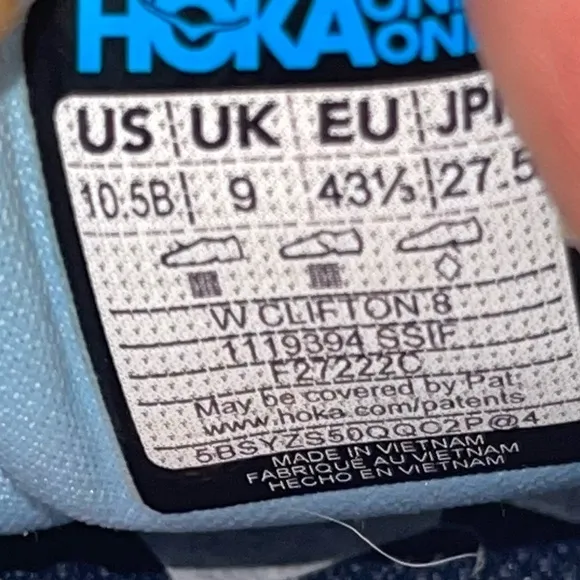 HOKA ONE ONE
US UK EU JPN
10.5B 9 43⅓ 27.5
W CLIFTON 8
1119394 SSIF
F27222C
May be covered by Pat:
www.hoka.com/patents
5BSYZS50QQO2P@4
MADE IN VIETNAM
FABRIQUE AU VIETNAM
HECHO EN VIETNAM